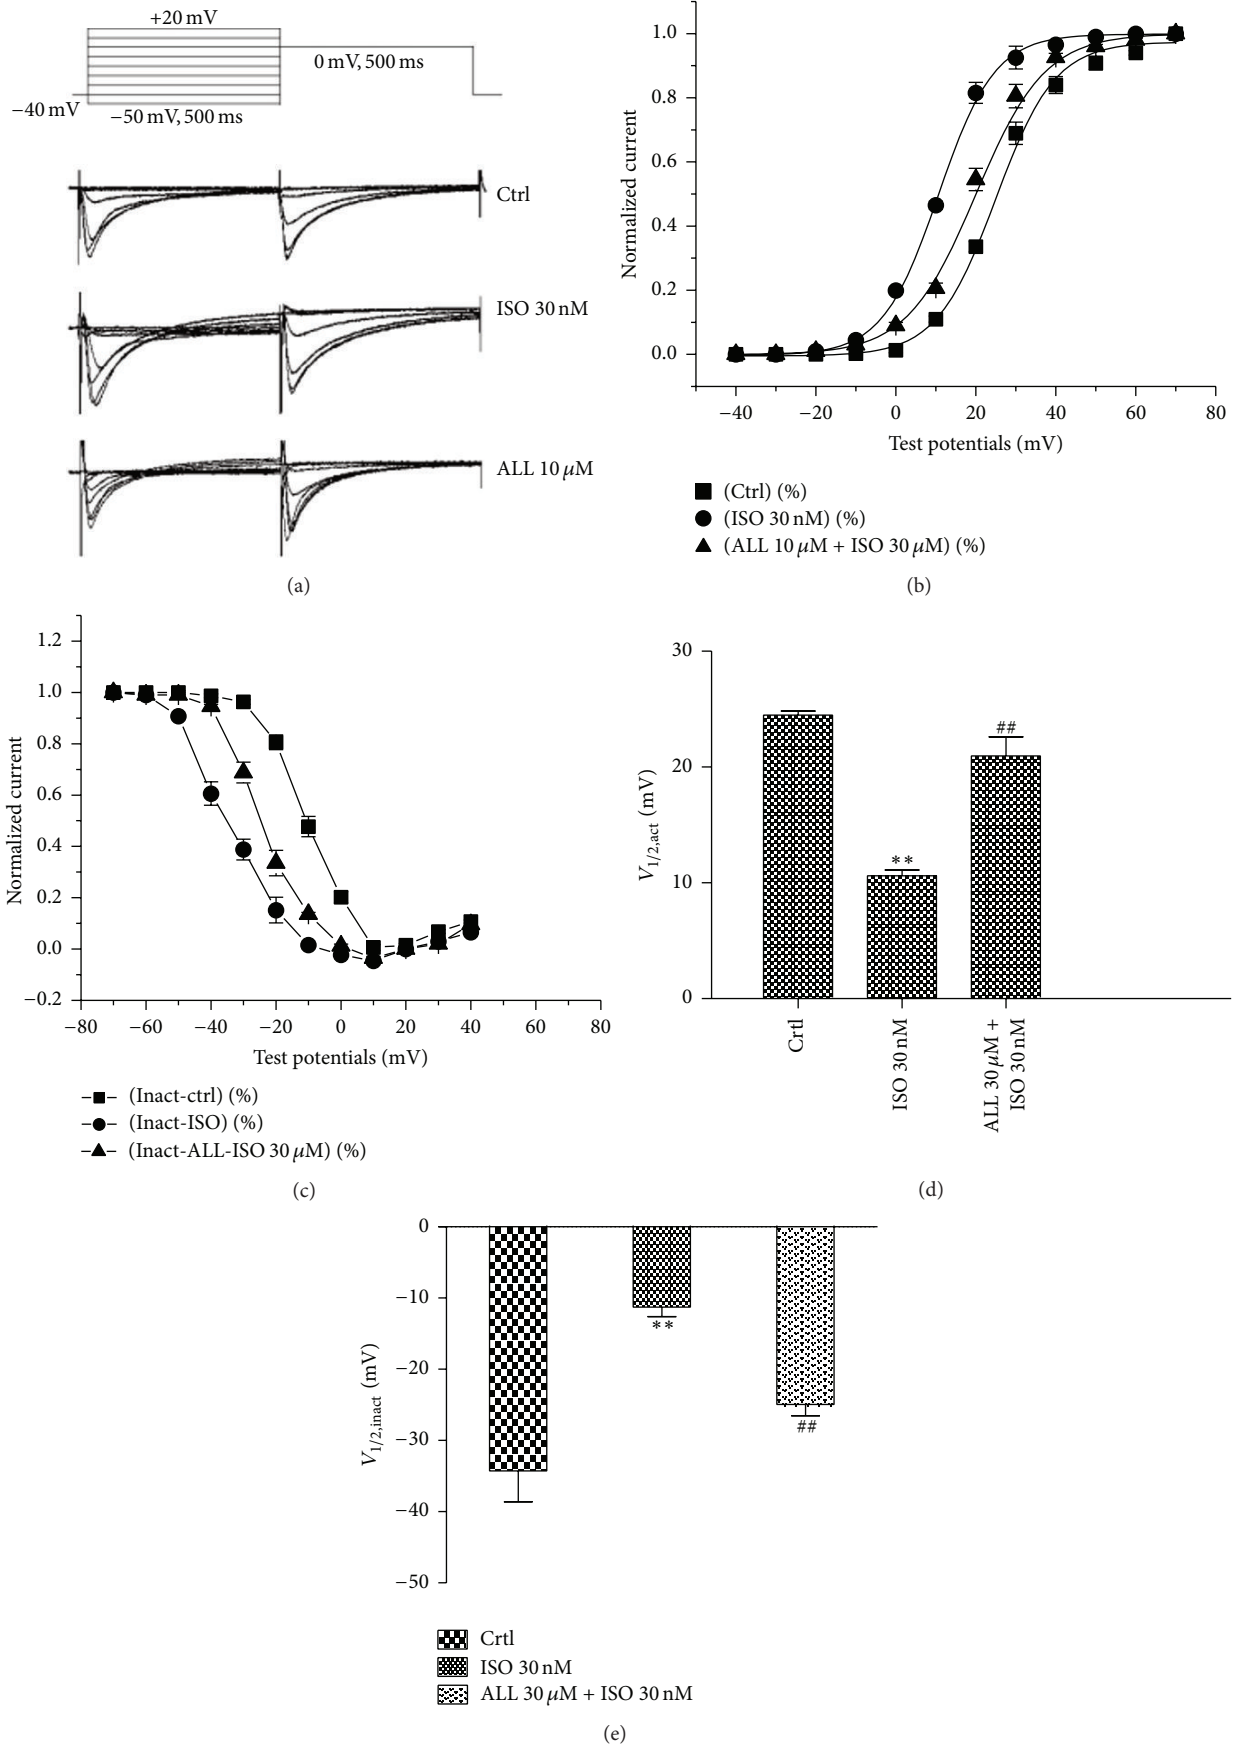 +20 mV
0 mV, 500 ms
−40 mV
−50 mV, 500 ms
Ctrl
ISO 30 nM
ALL 10 μM
(a)
1.0
0.8
0.6
0.4
0.2
0.0
Normalized current
−40 −20 0 20 40 60 80
Test potentials (mV)
(Ctrl) (%)
(ISO 30 nM) (%)
(ALL 10 μM + ISO 30 μM) (%)
(b)
1.2
1.0
0.8
0.6
0.4
0.2
0.0
−0.2
Normalized current
−80 −60 −40 −20 0 20 40 60 80
Test potentials (mV)
(Inact-ctrl) (%)
(Inact-ISO) (%)
(Inact-ALL-ISO 30 μM) (%)
(c)
30
20
10
0
V1/2,act (mV)
**
##
Crtl
ISO 30 nM
ALL 30 μM +
ISO 30 nM
(d)
0
−10
−20
−30
−40
−50
V1/2,inact (mV)
**
##
Crtl
ISO 30 nM
ALL 30 μM + ISO 30 nM
(e)